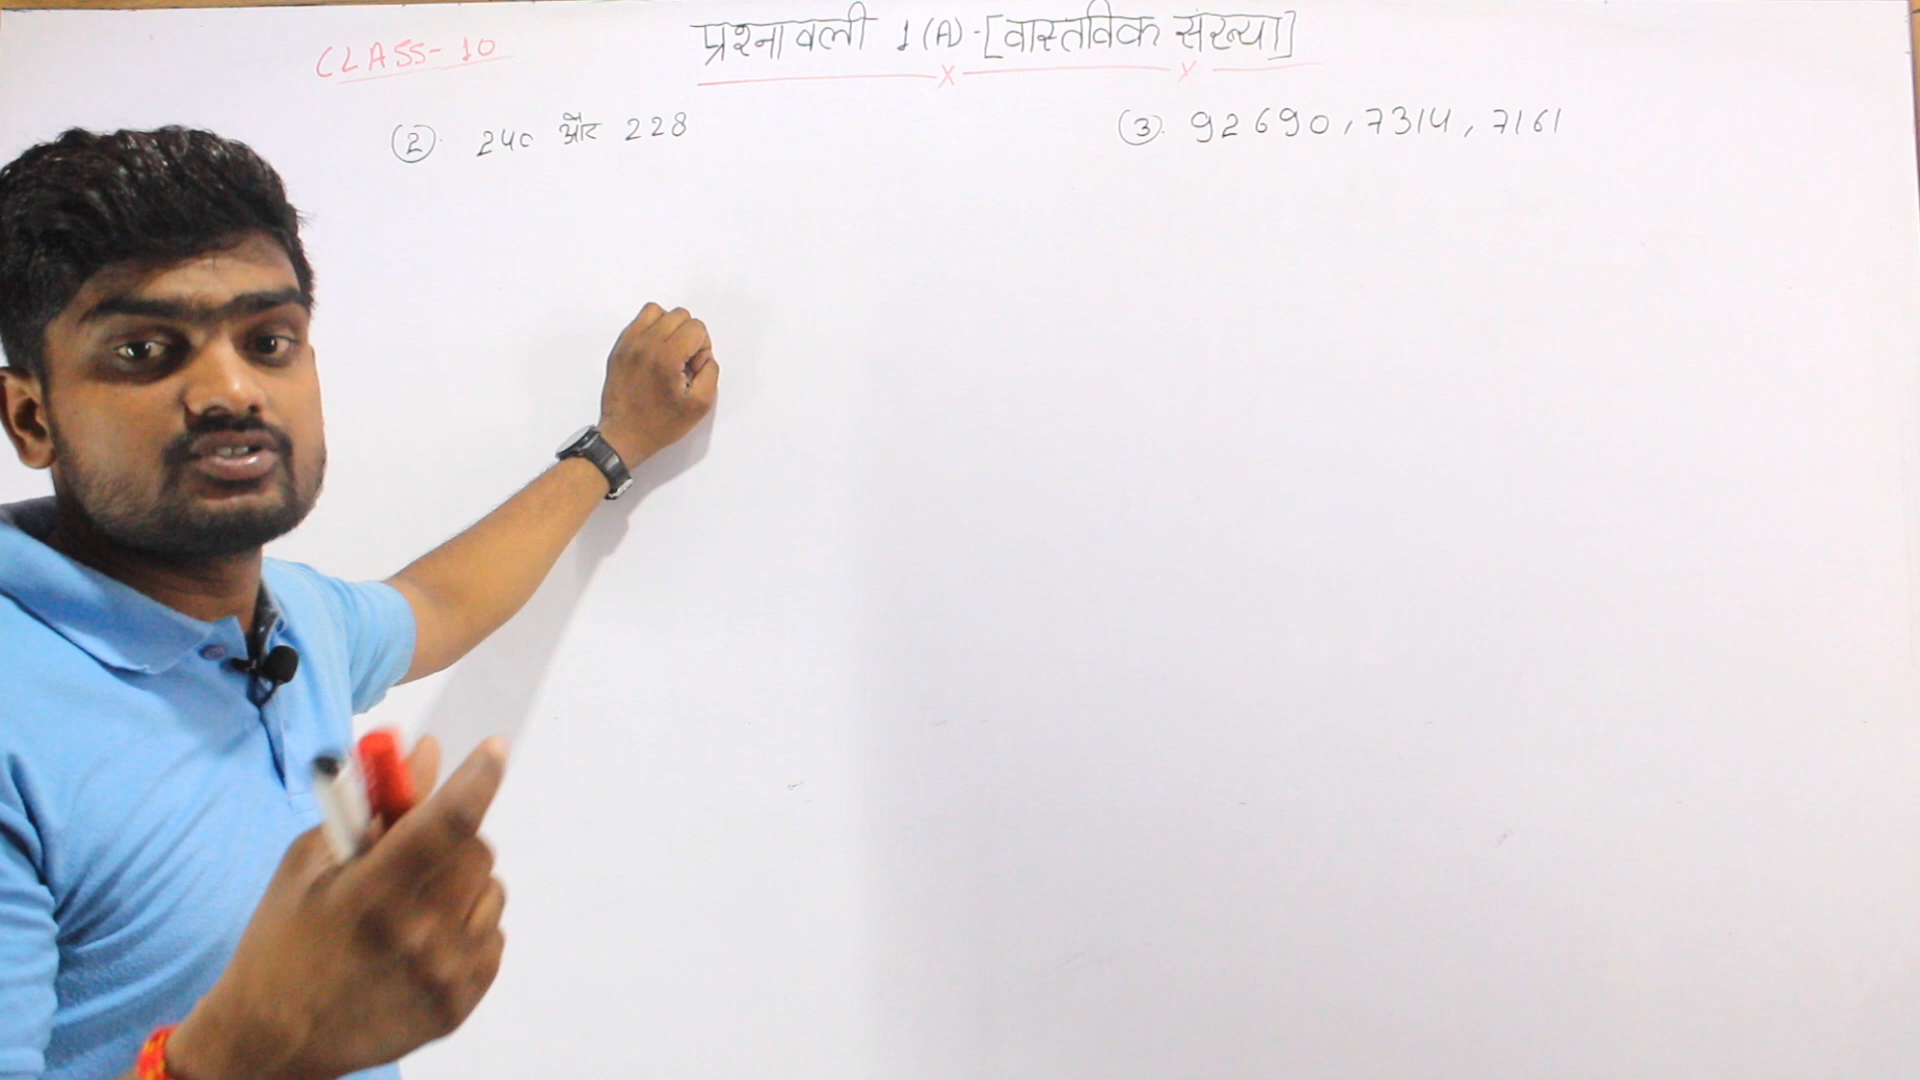 CLASS-10
प्रश्नावली 1(A)-[वास्तविक संख्या]
(2). 240 और 228
(3). 92690, 7314, 7161